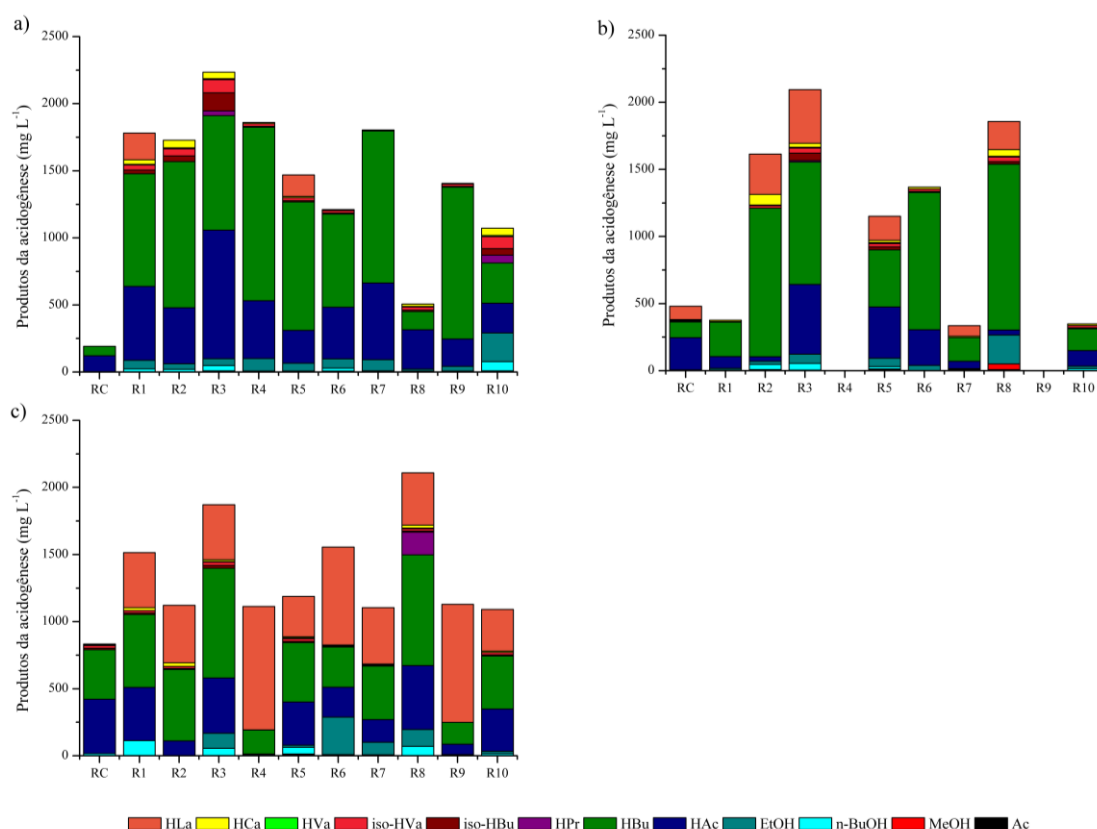 a)
Produtos da acidogênese (mg L⁻¹)
2500
2000
1500
1000
500
0
RC R1 R2 R3 R4 R5 R6 R7 R8 R9 R10
b)
Produtos da acidogênese (mg L⁻¹)
2500
2000
1500
1000
500
0
RC R1 R2 R3 R4 R5 R6 R7 R8 R9 R10
c)
Produtos da acidogênese (mg L⁻¹)
2500
2000
1500
1000
500
0
RC R1 R2 R3 R4 R5 R6 R7 R8 R9 R10
HLa HCa HVa iso-HVa iso-HBu HPr HBu HAc EtOH n-BuOH MeOH Ac